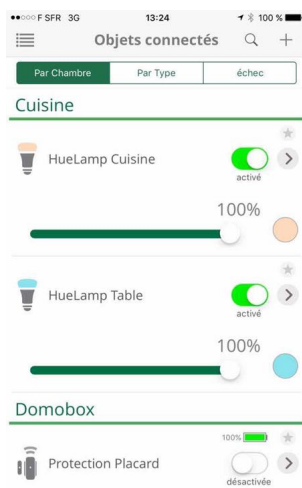 F SFR 3G 13:24 100 %
Objets connectés
Par Chambre Par Type échec
Cuisine
HueLamp Cuisine
activé
100%
HueLamp Table
activé
100%
Domobox
100%
Protection Placard
désactivée